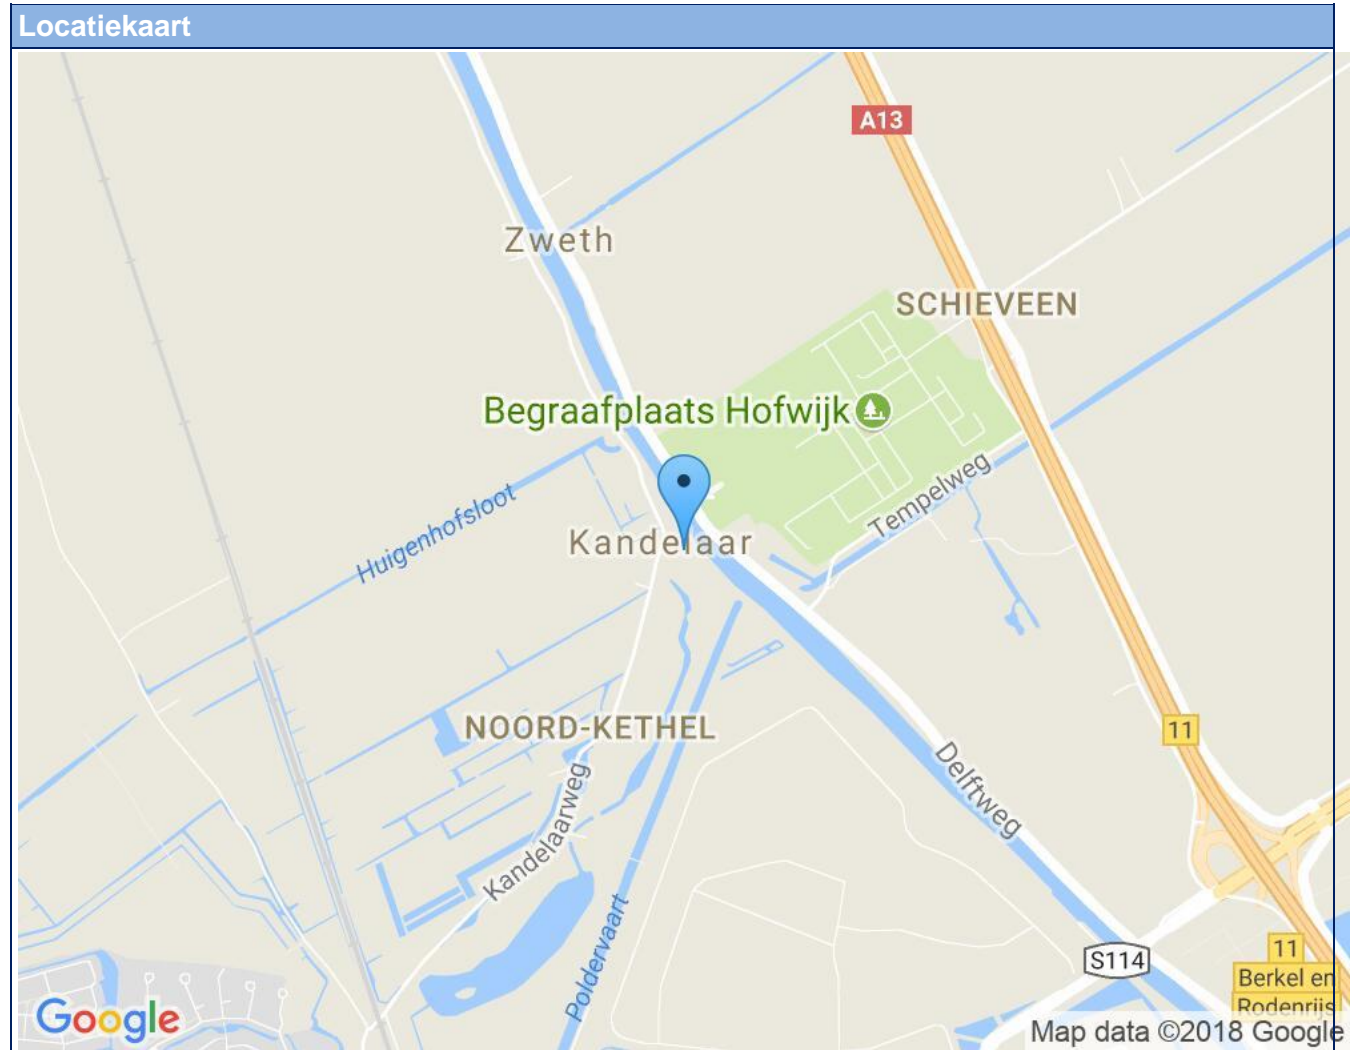 Locatiekaart
A13
Zweth
SCHIEVEEN
Begraafplaats Hofwijk
Tempelweg
Huigenhofsloot
Kandelaar
NOORD-KETHEL
11
Delftweg
Kandelaarweg
Poldervaart
S114
11
Berkel en
Rodenrijs
Google
Map data ©2018 Google